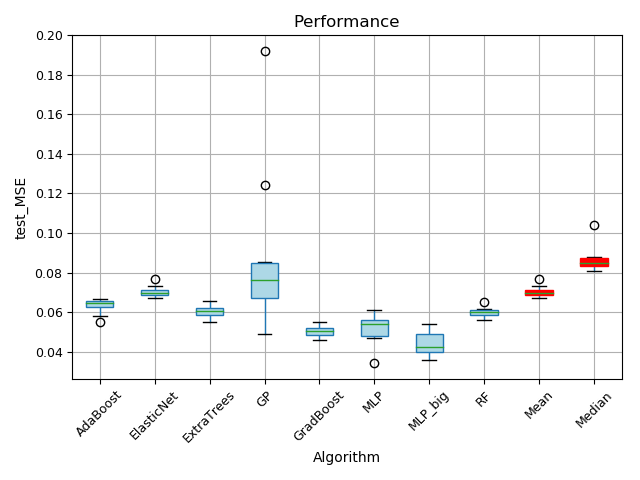 Performance
0.20
0.18
0.16
0.14
0.12
0.10
0.08
0.06
0.04
test_MSE
AdaBoost
ElasticNet
ExtraTrees
GP
GradBoost
MLP
MLP_big
RF
Mean
Median
Algorithm